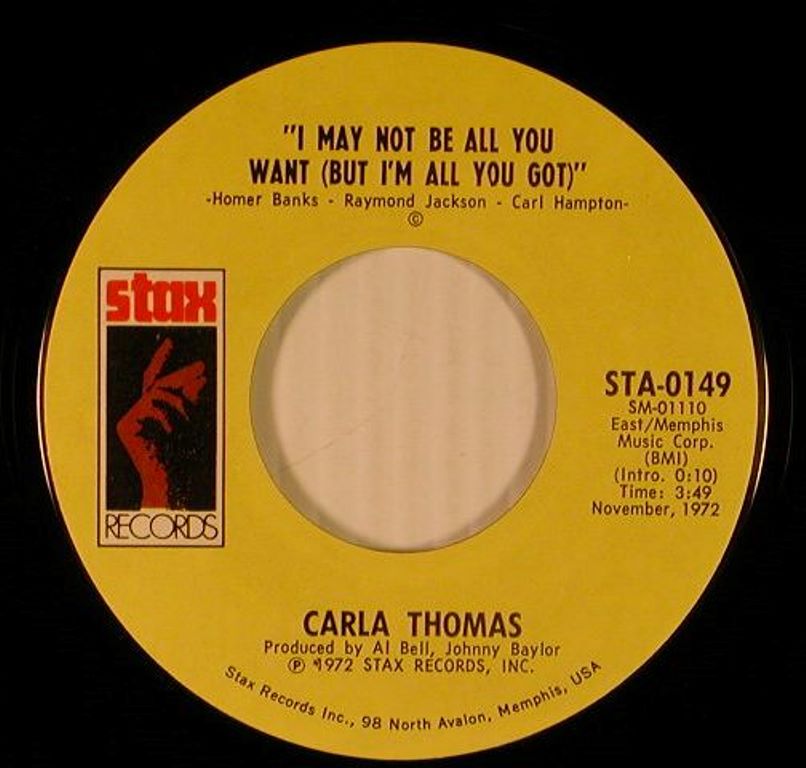 "I MAY NOT BE ALL YOU
WANT (BUT I'M ALL YOU GOT)"
-Homer Banks - Raymond Jackson - Carl Hampton-
©
stax
RECORDS
STA-0149
SM-01110
East/Memphis
Music Corp.
(BMI)
(Intro. 0:10)
Time: 3:49
November, 1972
CARLA THOMAS
Produced by Al Bell, Johnny Baylor
℗ 1972 STAX RECORDS, INC.
Stax Records Inc., 98 North Avalon, Memphis, USA